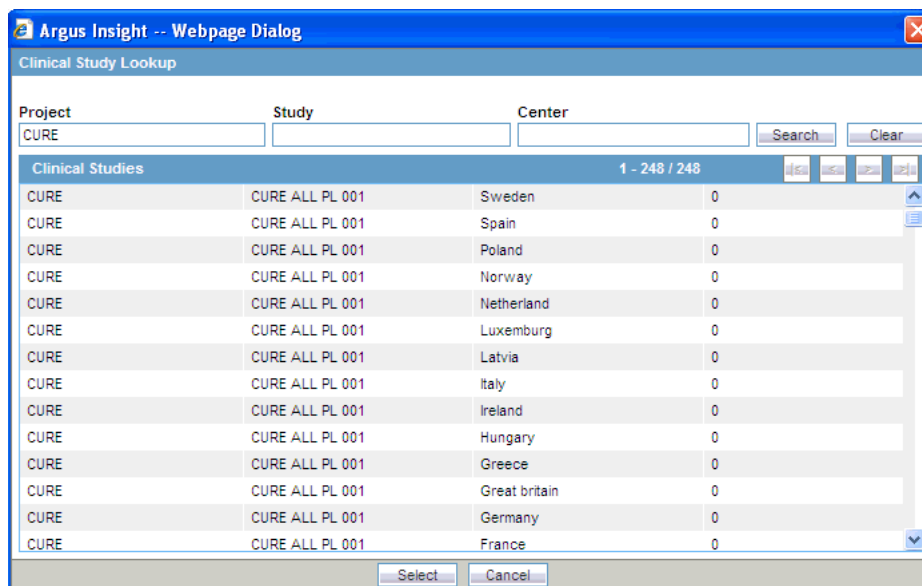 Argus Insight -- Webpage Dialog
Clinical Study Lookup
Project Study Center
CURE Search Clear
Clinical Studies 1 - 248 / 248
CURE CURE ALL PL 001 Sweden 0
CURE CURE ALL PL 001 Spain 0
CURE CURE ALL PL 001 Poland 0
CURE CURE ALL PL 001 Norway 0
CURE CURE ALL PL 001 Netherland 0
CURE CURE ALL PL 001 Luxemburg 0
CURE CURE ALL PL 001 Latvia 0
CURE CURE ALL PL 001 Italy 0
CURE CURE ALL PL 001 Ireland 0
CURE CURE ALL PL 001 Hungary 0
CURE CURE ALL PL 001 Greece 0
CURE CURE ALL PL 001 Great britain 0
CURE CURE ALL PL 001 Germany 0
CURE CURE ALL PL 001 France 0
Select Cancel